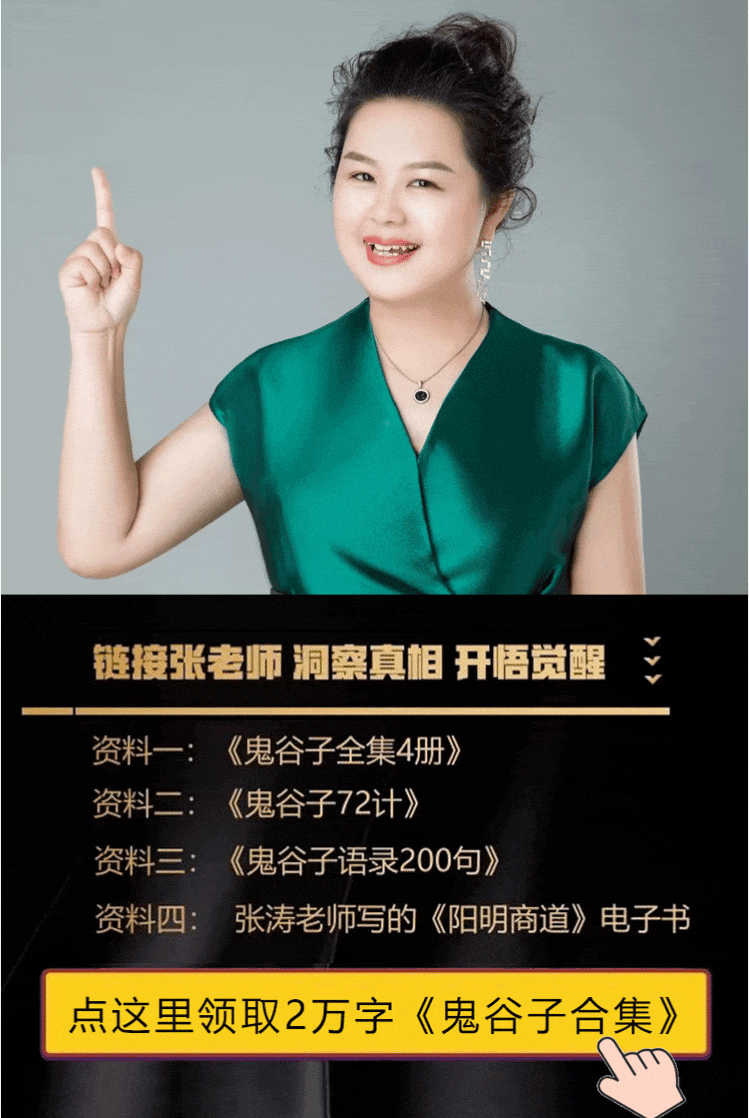 链接张老师 洞察真相 开悟觉醒
资料一：《鬼谷子全集4册》
资料二：《鬼谷子72计》
资料三：《鬼谷子语录200句》
资料四： 张涛老师写的《阳明商道》电子书
点这里领取2万字《鬼谷子合集》